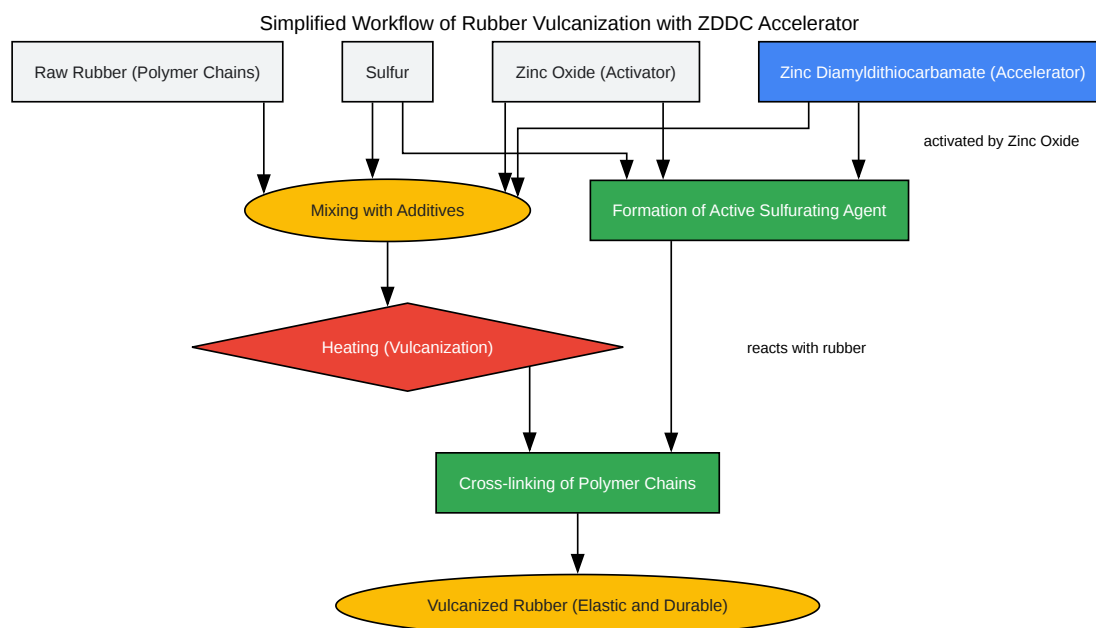 Simplified Workflow of Rubber Vulcanization with ZDDC Accelerator
Raw Rubber (Polymer Chains)
Sulfur
Zinc Oxide (Activator)
Zinc Diamyldithiocarbamate (Accelerator)
activated by Zinc Oxide
Mixing with Additives
Formation of Active Sulfurating Agent
Heating (Vulcanization)
reacts with rubber
Cross-linking of Polymer Chains
Vulcanized Rubber (Elastic and Durable)